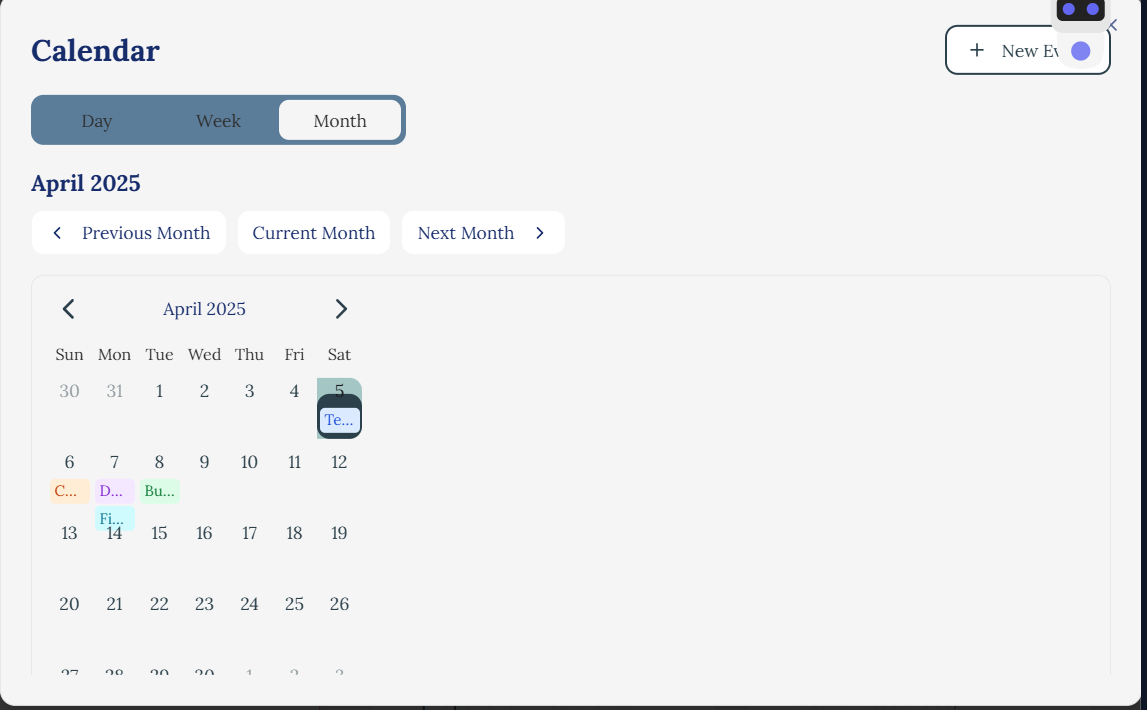 Calendar
New Ev
Day Week Month
April 2025
Previous Month Current Month Next Month
April 2025
Sun Mon Tue Wed Thu Fri Sat
30 31 1 2 3 4 5
Te...
6 7 8 9 10 11 12
C... D... Bu...
Fi...
13 14 15 16 17 18 19
20 21 22 23 24 25 26
27 28 29 30 1 2 3